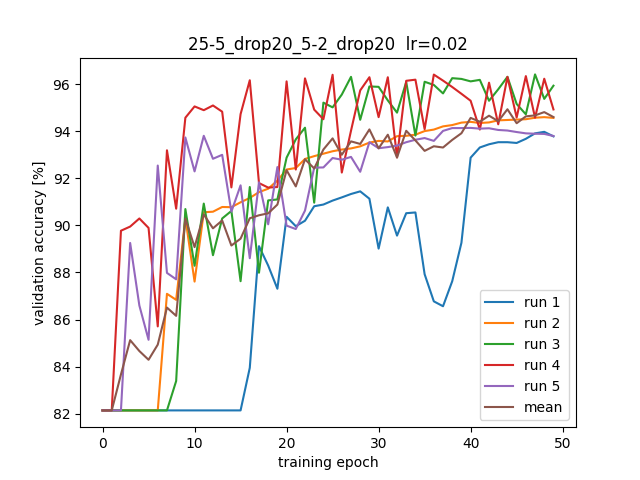 25-5_drop20_5-2_drop20  lr=0.02
validation accuracy [%]
96
94
92
90
88
86
84
82
0
10
20
30
40
50
training epoch
run 1
run 2
run 3
run 4
run 5
mean